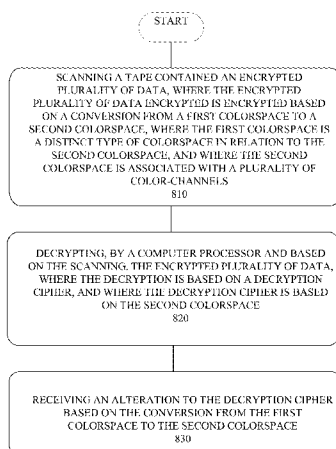 START
SCANNING A TAPE CONTAINED AN ENCRYPTED
PLURALITY OF DATA, WHERE THE ENCRYPTED
PLURALITY OF DATA ENCRYPTED IS ENCRYPTED BASED
ON A CONVERSION FROM A FIRST COLORSPACE TO A
SECOND COLORSPACE, WHERE THE FIRST COLORSPACE IS
A DISTINCT TYPE OF COLORSPACE IN RELATION TO THE
SECOND COLORSPACE, AND WHERE THE SECOND
COLORSPACE IS ASSOCIATED WITH A PLURALITY OF
COLOR-CHANNELS
810
DECRYPTING, BY A COMPUTER PROCESSOR AND BASED
ON THE SCANNING, THE ENCRYPTED PLURALITY OF DATA,
WHERE THE DECRYPTION IS BASED ON A DECRYPTION
CIPHER, AND WHERE THE DECRYPTION CIPHER IS BASED
ON THE SECOND COLORSPACE
820
RECEIVING AN ALTERATION TO THE DECRYPTION CIPHER
BASED ON THE CONVERSION FROM THE FIRST
COLORSPACE TO THE SECOND COLORSPACE
830